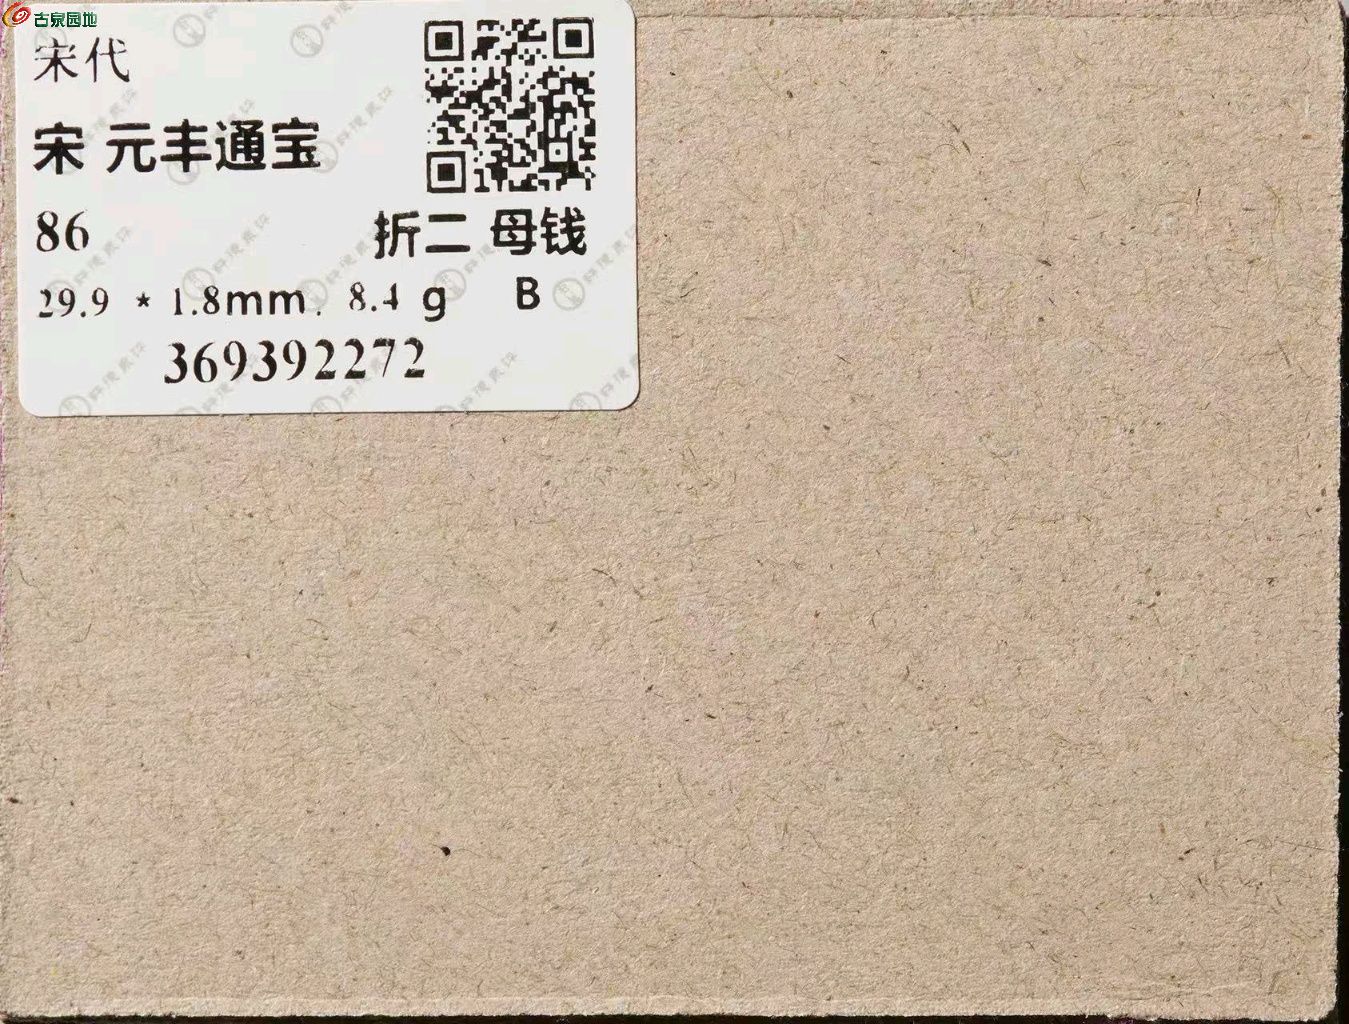 古泉园地
宋代
宋 元丰通宝
86 折二 母钱
29.9 * 1.8mm, 8.4 g B
369392272